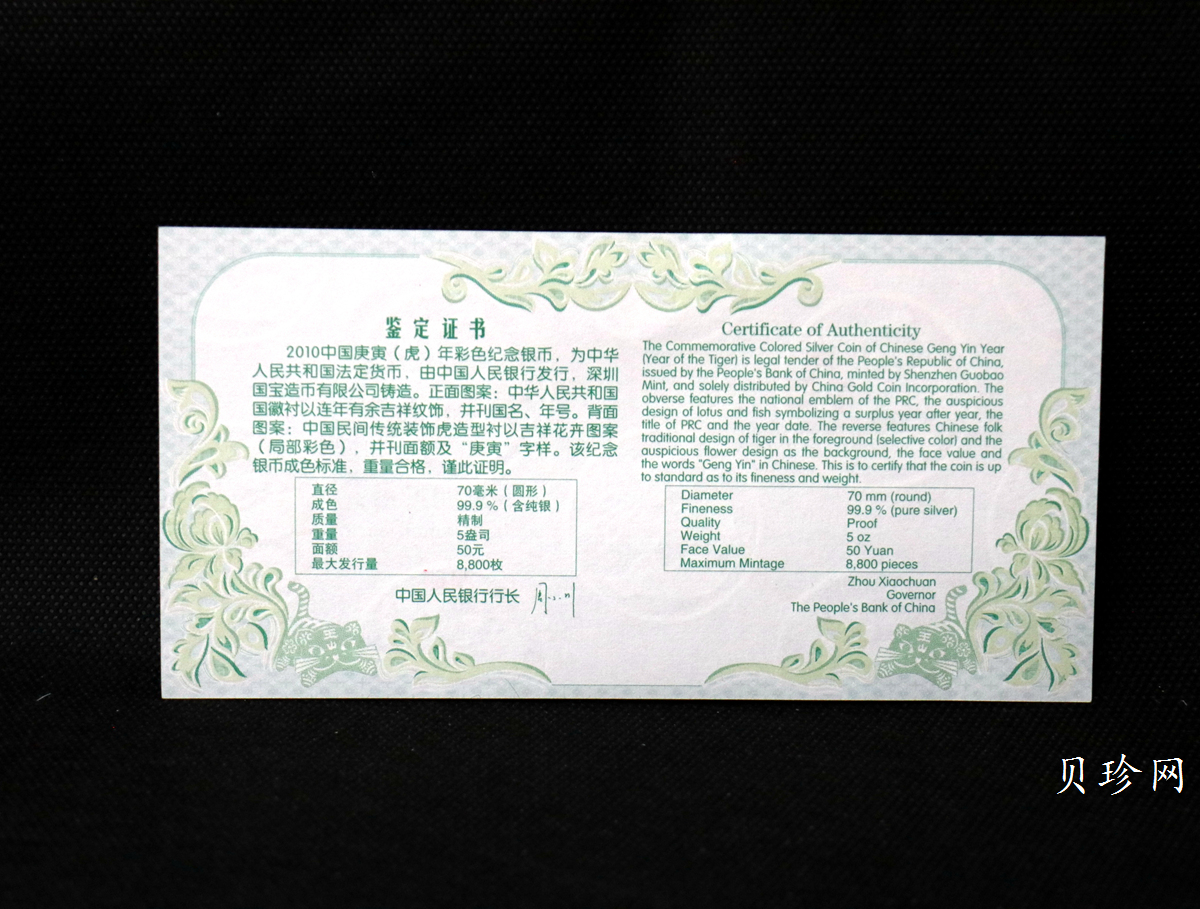 鉴定证书
2010中国庚寅（虎）年彩色纪念银币，为中华
人民共和国法定货币，由中国人民银行发行，深圳
国宝造币有限公司铸造。正面图案：中华人民共和国
国徽衬以连年有余吉祥纹饰，并刊国名、年号。背面
图案：中国民间传统装饰虎造型衬以吉祥花卉图案
（局部彩色），并刊面额及“庚寅”字样。该纪念
银币成色标准，重量合格，谨此证明。
直径 70毫米（圆形）
成色 99.9 %（含纯银）
质量 精制
重量 5盎司
面额 50元
最大发行量 8,800枚
中国人民银行行长
Certificate of Authenticity
The Commemorative Colored Silver Coin of Chinese Geng Yin Year
(Year of the Tiger) is legal tender of the People's Republic of China,
issued by the People's Bank of China, minted by Shenzhen Guobao
Mint, and solely distributed by China Gold Coin Incorporation. The
obverse features the national emblem of the PRC, the auspicious
design of lotus and fish symbolizing a surplus year after year, the
title of PRC and the year date. The reverse features Chinese folk
traditional design of tiger in the foreground (selective color) and the
auspicious flower design as the background, the face value and
the words "Geng Yin" in Chinese. This is to certify that the coin is up
to standard as to its fineness and weight.
Diameter 70 mm (round)
Fineness 99.9 % (pure silver)
Quality Proof
Weight 5 oz
Face Value 50 Yuan
Maximum Mintage 8,800 pieces
Zhou Xiaochuan
Governor
The People's Bank of China
王
王
贝珍网